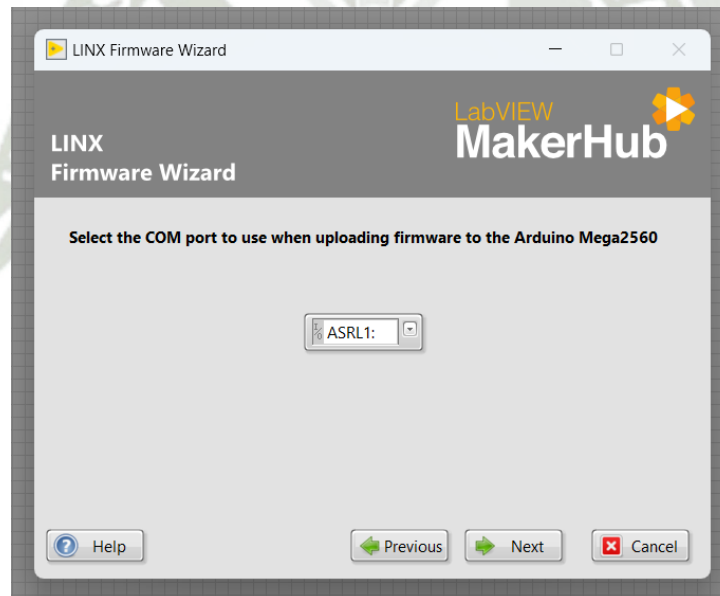 LINX Firmware Wizard
LabVIEW
MakerHub
LINX
Firmware Wizard
Select the COM port to use when uploading firmware to the Arduino Mega2560
I/O ASRL1:
Help
Previous
Next
Cancel